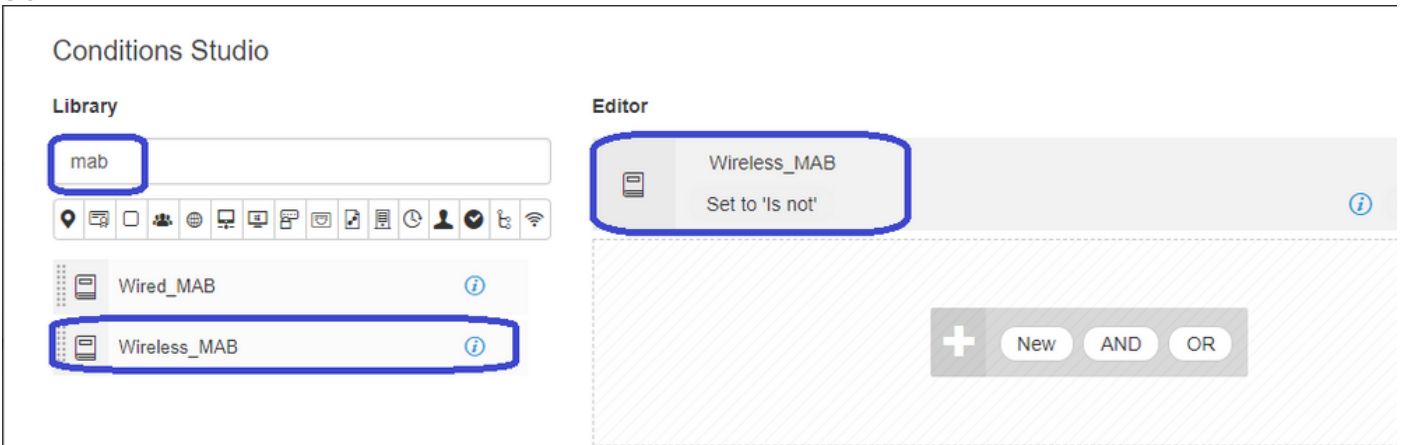 Conditions Studio
Library
mab
Wired_MAB
Wireless_MAB
Editor
Wireless_MAB
Set to 'Is not'
New AND OR